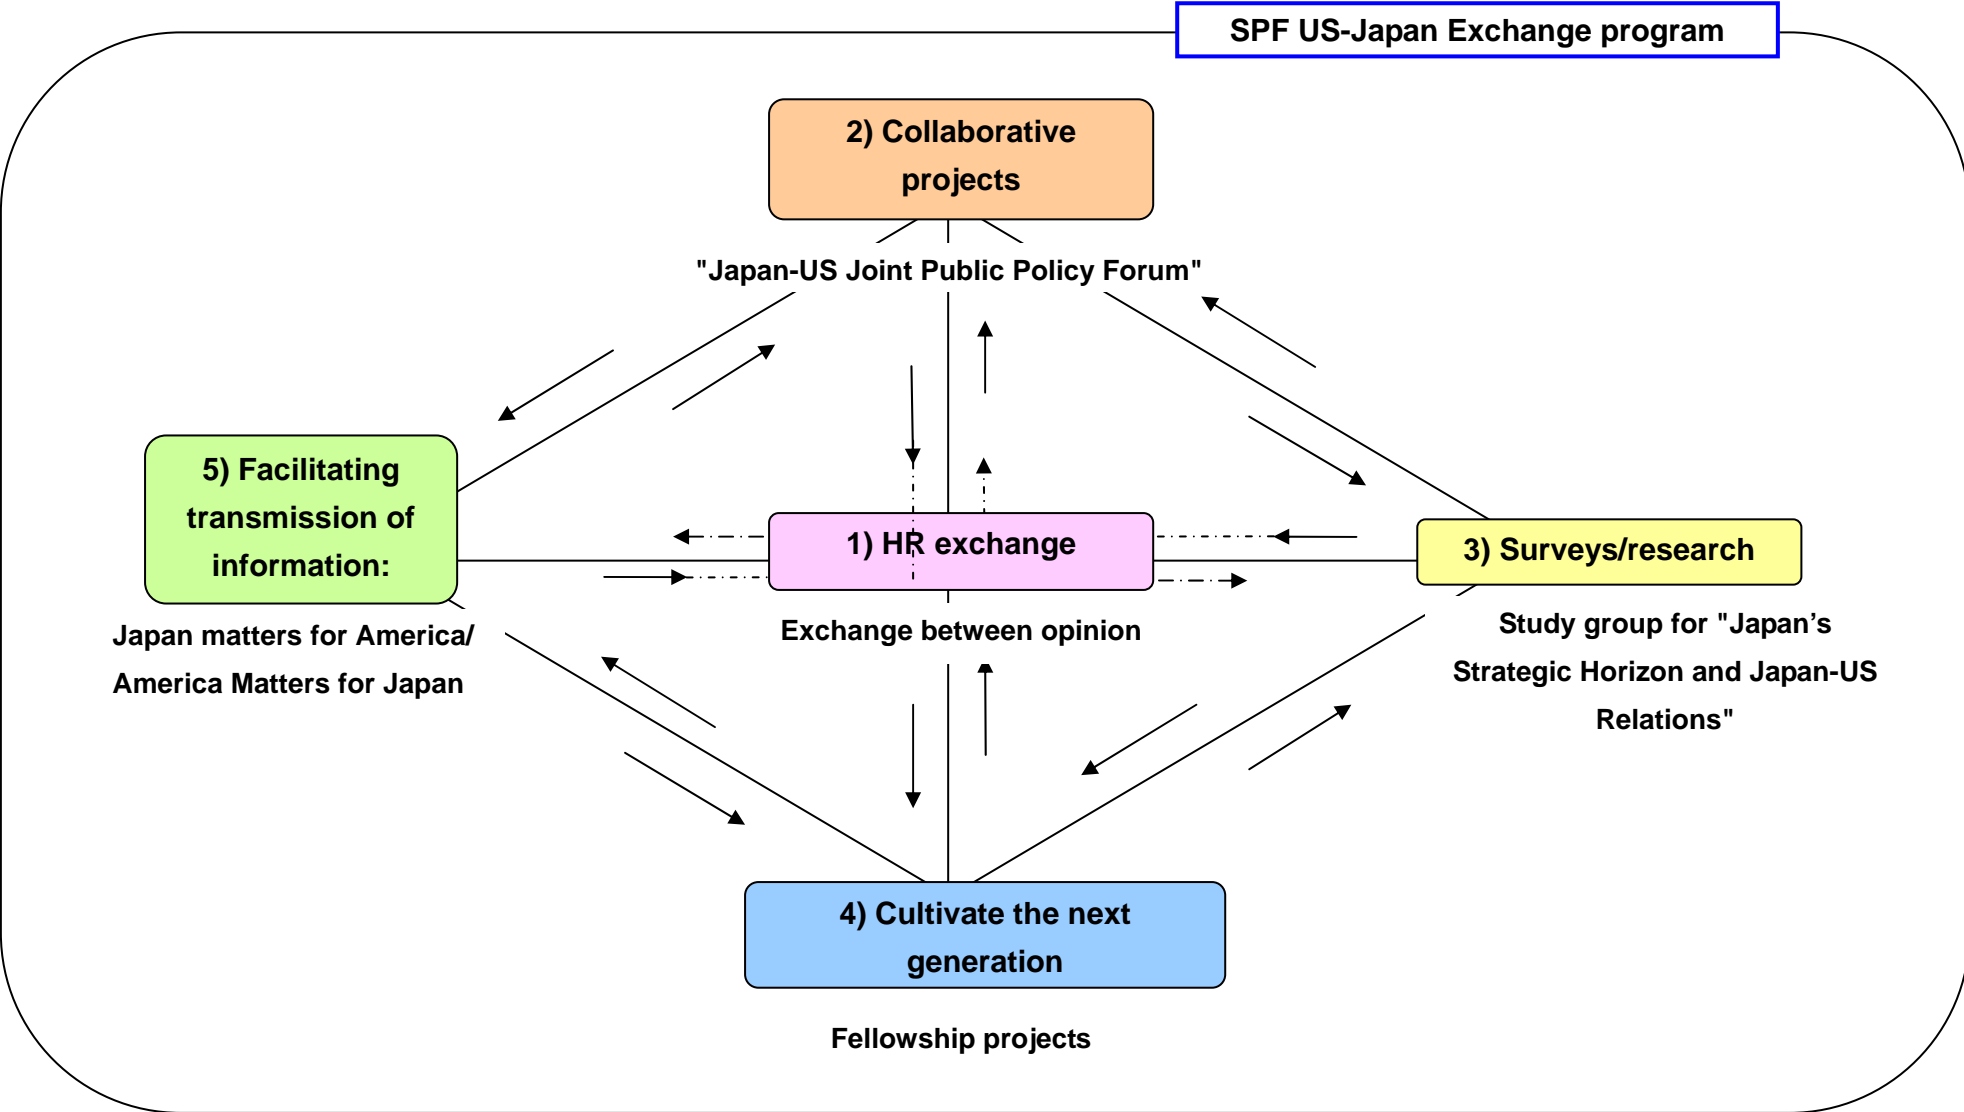 SPF US-Japan Exchange program
2) Collaborative
projects
"Japan-US Joint Public Policy Forum"
5) Facilitating
transmission of
information:
Japan matters for America/
America Matters for Japan
1) HR exchange
Exchange between opinion
3) Surveys/research
Study group for "Japan’s
Strategic Horizon and Japan-US
Relations"
4) Cultivate the next
generation
Fellowship projects